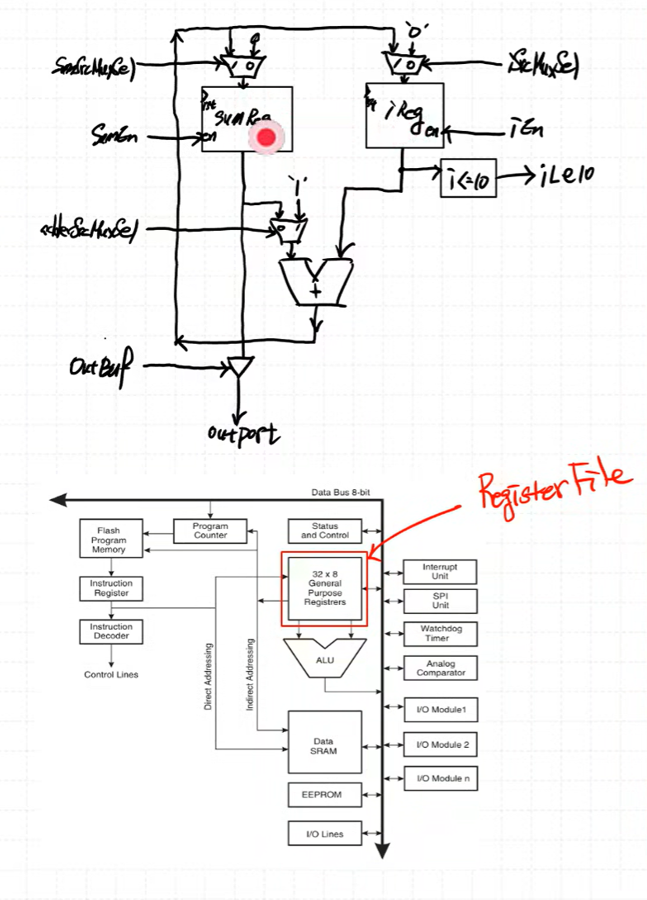 '0'
SumSrcMuxSel
1 0
1 0
iSrcMuxSel
SumReg
iReg
SumEn
en
en
iEn
i<=10
iLe10
'1'
adderSrcMuxSel
0 1
+
OutBuf
outport
Register File
Data Bus 8-bit
Flash
Program
Memory
Program
Counter
Status
and Control
Instruction
Register
32 x 8
General
Purpose
Registrers
Interrupt
Unit
SPI
Unit
Instruction
Decoder
Watchdog
Timer
ALU
Control Lines
Direct Addressing
Indirect Addressing
Analog
Comparator
I/O Module1
Data
SRAM
I/O Module 2
I/O Module n
EEPROM
I/O Lines